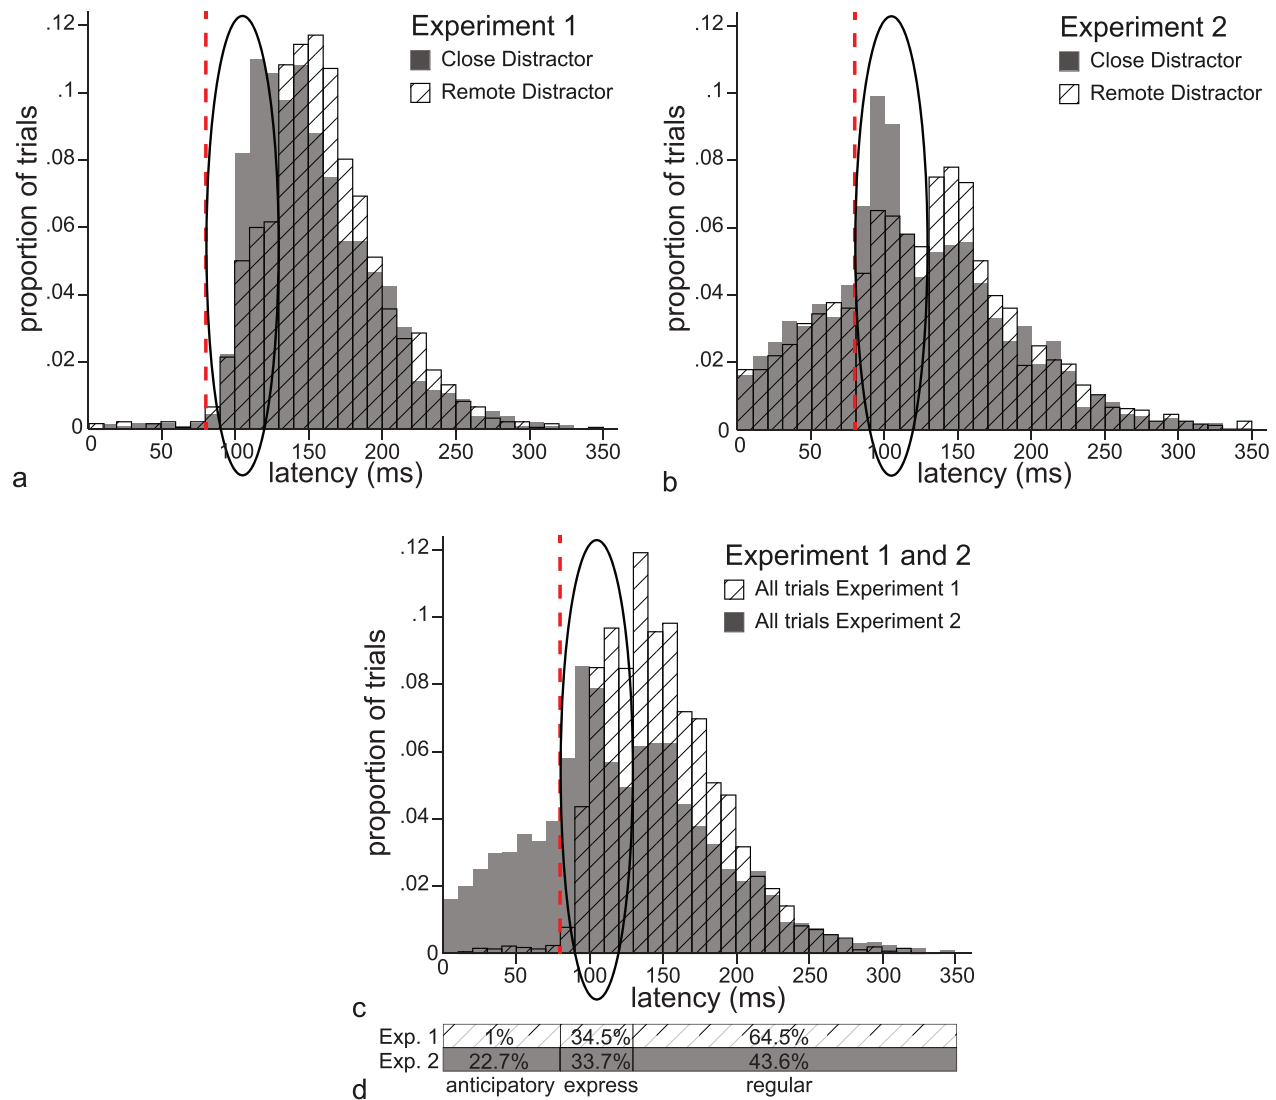 Experiment 1
Close Distractor
Remote Distractor
proportion of trials
.12
.1
.08
.06
.04
.02
0
0 50 100 150 200 250 300 350
latency (ms)
a
Experiment 2
Close Distractor
Remote Distractor
proportion of trials
.12
.1
.08
.06
.04
.02
0
0 50 100 150 200 250 300 350
latency (ms)
b
Experiment 1 and 2
All trials Experiment 1
All trials Experiment 2
proportion of trials
.12
.1
.08
.06
.04
.02
0
0 50 100 150 200 250 300 350
latency (ms)
c
Exp. 1 1% 34.5% 64.5%
Exp. 2 22.7% 33.7% 43.6%
anticipatory express regular
d